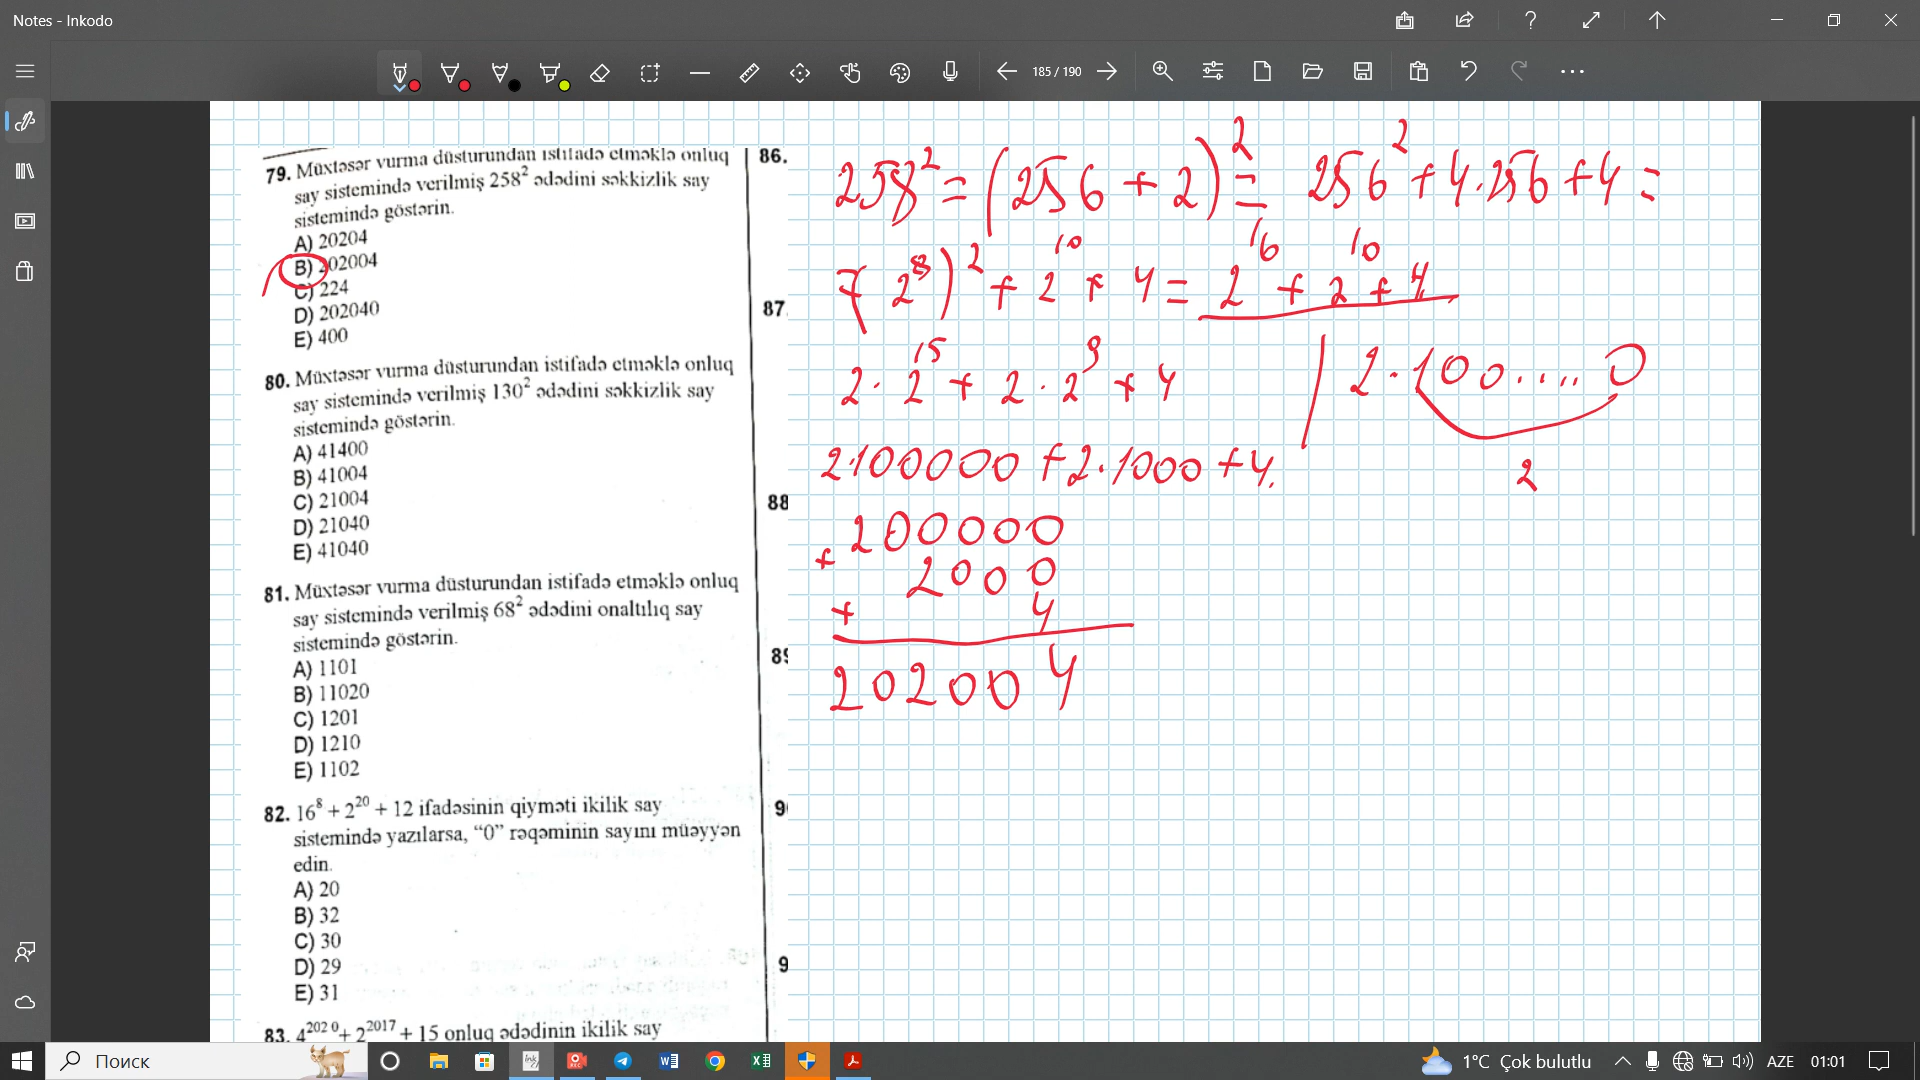 Notes - Inkodo
185 / 190
79. Müxtəsər vurma düsturundan istifadə etməklə onluq
say sistemində verilmiş 258² ədədini səkkizlik say
sistemində göstərin.
A) 20204
B) 202004
C) 224
D) 202040
E) 400
80. Müxtəsər vurma düsturundan istifadə etməklə onluq
say sistemində verilmiş 130² ədədini səkkizlik say
sistemində göstərin.
A) 41400
B) 41004
C) 21004
D) 21040
E) 41040
81. Müxtəsər vurma düsturundan istifadə etməklə onluq
say sistemində verilmiş 68² ədədini onaltılıq say
sistemində göstərin.
A) 1101
B) 11020
C) 1201
D) 1210
E) 1102
82. 16⁸ + 2²⁰ + 12 ifadəsinin qiyməti ikilik say
sistemində yazılarsa, “0” rəqəminin sayını müəyyən
edin.
A) 20
B) 32
C) 30
D) 29
E) 31
83. 4²⁰²⁰ + 2²⁰¹⁷ + 15 onluq ədədinin ikilik say
86.
87.
88
89
9
9
258² = (256 + 2)² = 256² + 4·256 + 4 =
= (2⁸)² + 2¹⁰ + 4 = 2¹⁶ + 2¹⁰ + 4
2 · 2¹⁵ + 2 · 2⁹ + 4
2·100000 + 2·1000 + 4.
200000
+ 2000
+ 4
202004
2·100....0
2
Поиск
1°C Çok bulutlu
AZE
01:01